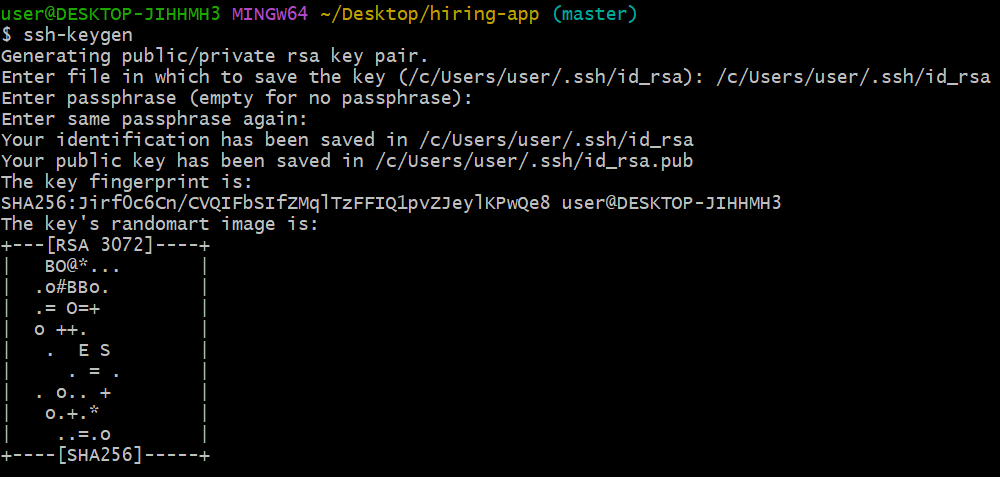 user@DESKTOP-JIHHMH3 MINGW64 ~/Desktop/hiring-app (master)
$ ssh-keygen
Generating public/private rsa key pair.
Enter file in which to save the key (/c/Users/user/.ssh/id_rsa): /c/Users/user/.ssh/id_rsa
Enter passphrase (empty for no passphrase):
Enter same passphrase again:
Your identification has been saved in /c/Users/user/.ssh/id_rsa
Your public key has been saved in /c/Users/user/.ssh/id_rsa.pub
The key fingerprint is:
SHA256:JirfOc6Cn/CVQIFbSIfZMqlTzFFIQ1pvZJeylKPwQe8 user@DESKTOP-JIHHMH3
The key's randomart image is:
+---[RSA 3072]----+
|   BO@*...       |
|  .o#BBo.        |
|  .= O=+         |
|  o ++.          |
|   .  E S        |
|     . = .       |
|  . o.. +        |
|   o.+.*         |
|    ..=.o        |
+----[SHA256]-----+